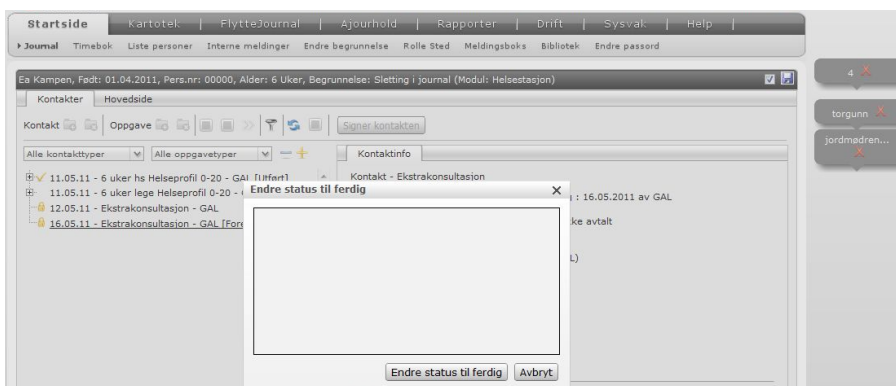 Startside | Kartotek | FlytteJournal | Ajourhold | Rapporter | Drift | Sysvak | Help |
Journal Timebok Liste personer Interne meldinger Endre begrunnelse Rolle Sted Meldingsboks Bibliotek Endre passord
Ea Kampen, Født: 01.04.2011, Pers.nr: 00000, Alder: 6 Uker, Begrunnelse: Sletting i journal (Modul: Helsestasjon)
4
Kontakter Hovedside
torgunn
Kontakt Oppgave Signer kontakten
jordmødren...
Alle kontakttyper Alle oppgavetyper Kontaktinfo
11.05.11 - 6 uker hs Helseprofil 0-20 - GAL [Utført]
Kontakt - Ekstrakonsultasjon
Endre status til ferdig
11.05.11 - 6 uker lege Helseprofil 0-20 -
: 16.05.2011 av GAL
12.05.11 - Ekstrakonsultasjon - GAL
16.05.11 - Ekstrakonsultasjon - GAL [Fore
ke avtalt
L)
Endre status til ferdig Avbryt